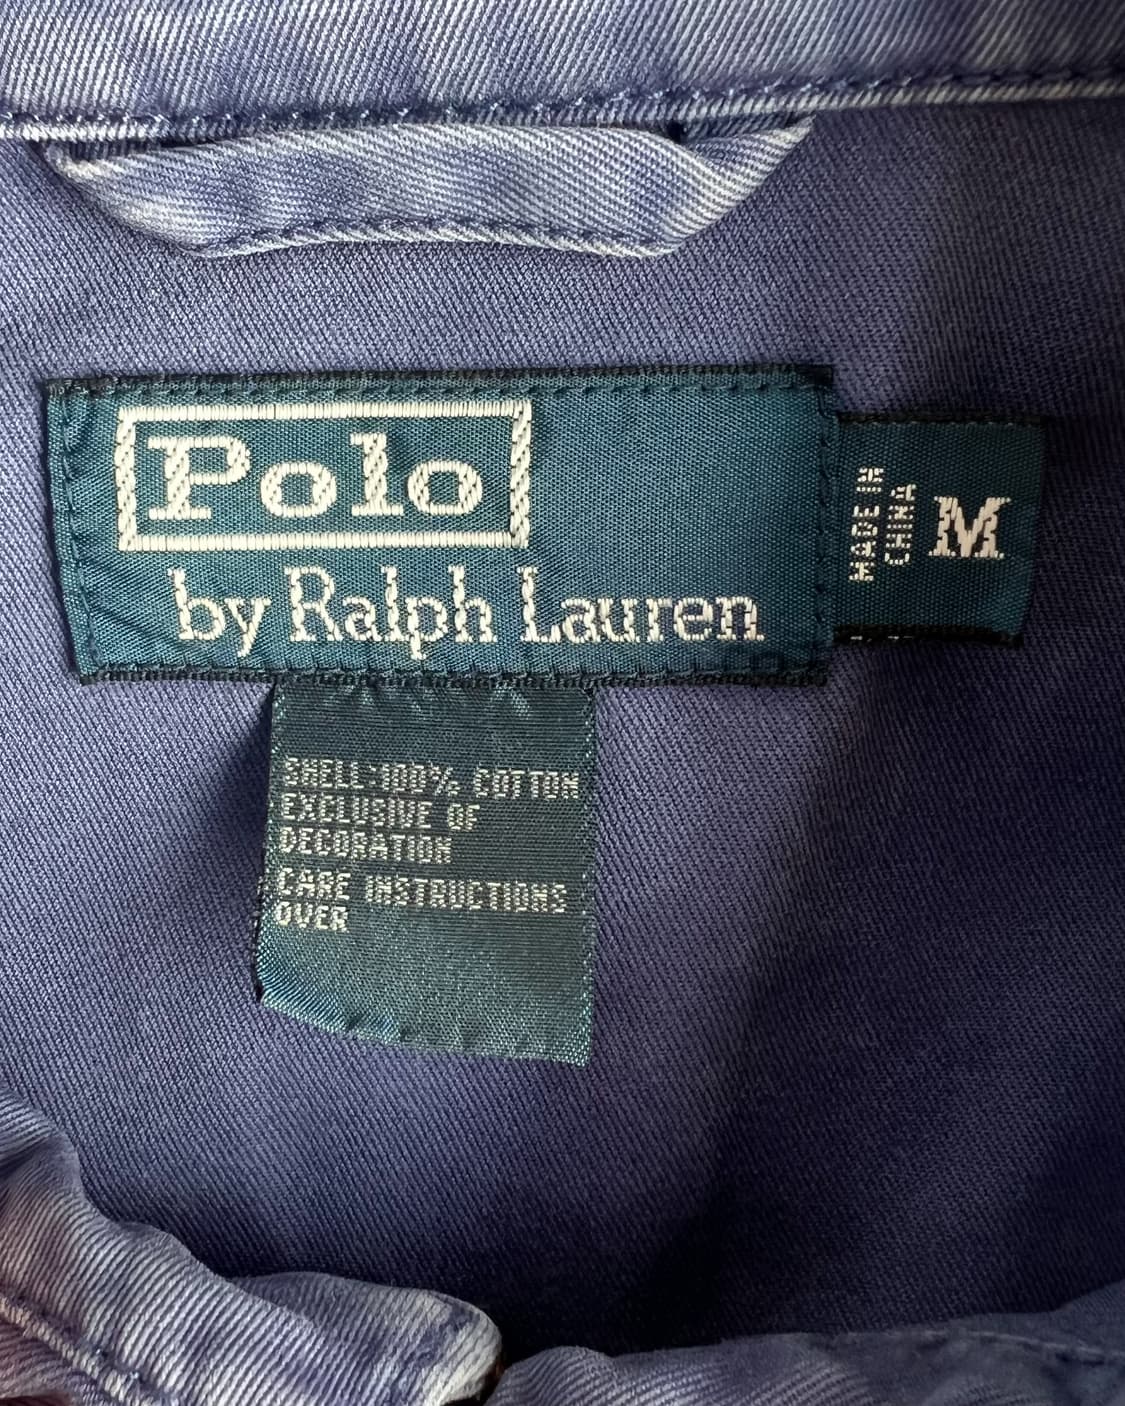 Polo
by Ralph Lauren
MADE IN
CHINA
M
SHELL:100% COTTON
EXCLUSIVE OF
DECORATION
CARE INSTRUCTIONS
OVER